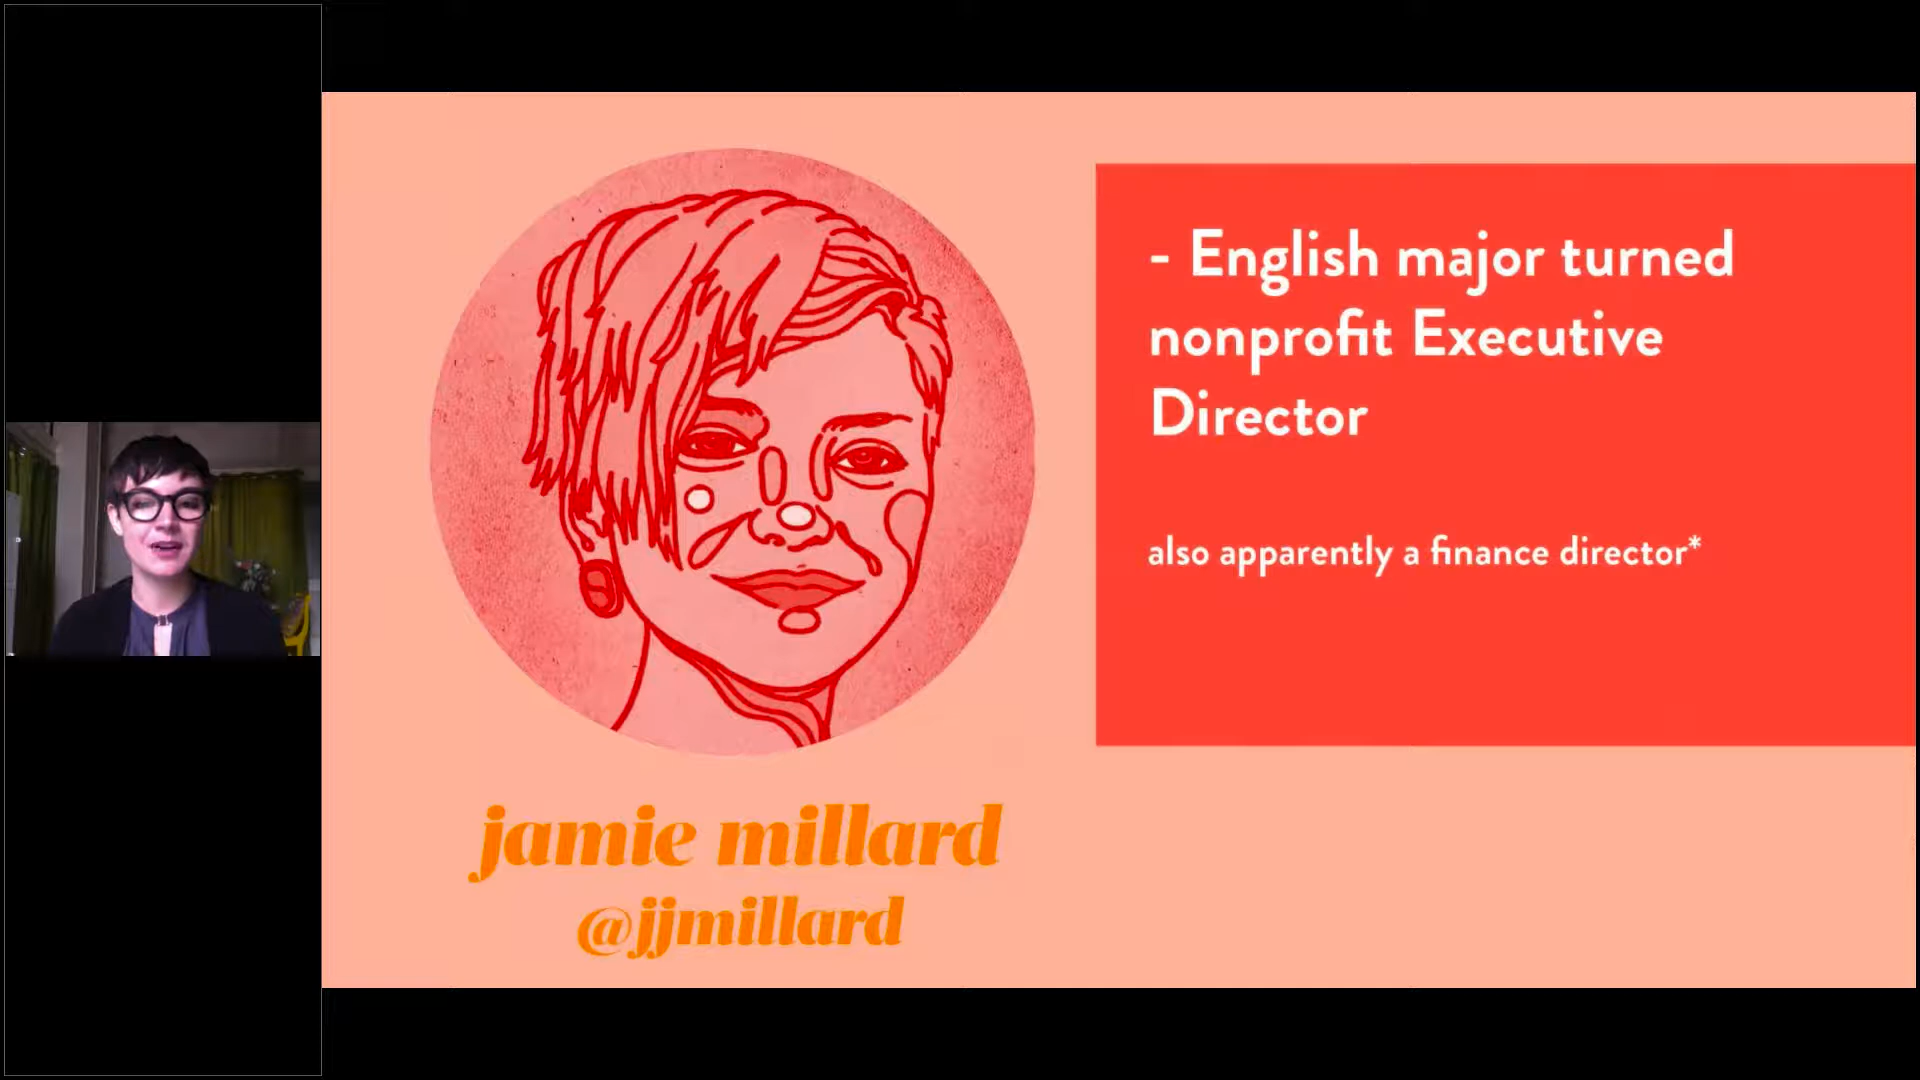 - English major turned
nonprofit Executive
Director
also apparently a finance director*
jamie millard
@jjmillard